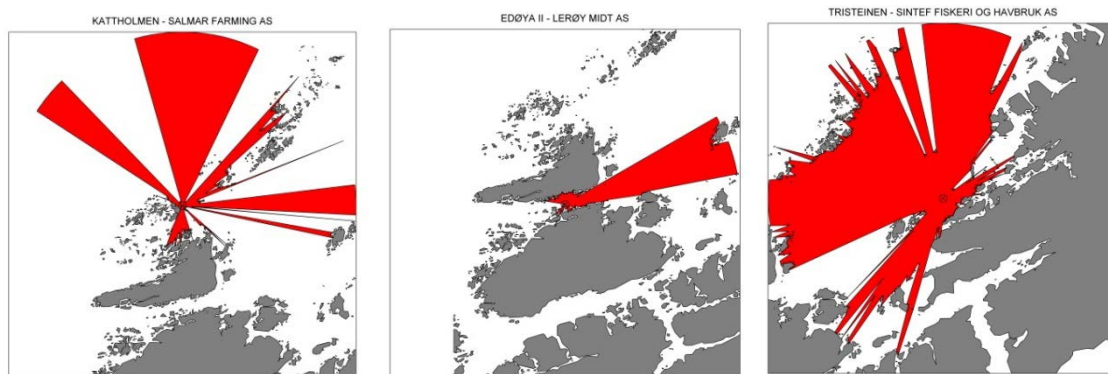 KATTHOLMEN - SALMAR FARMING AS
EDØYA II - LERØY MIDT AS
TRISTEINEN - SINTEF FISKERI OG HAVBRUK AS